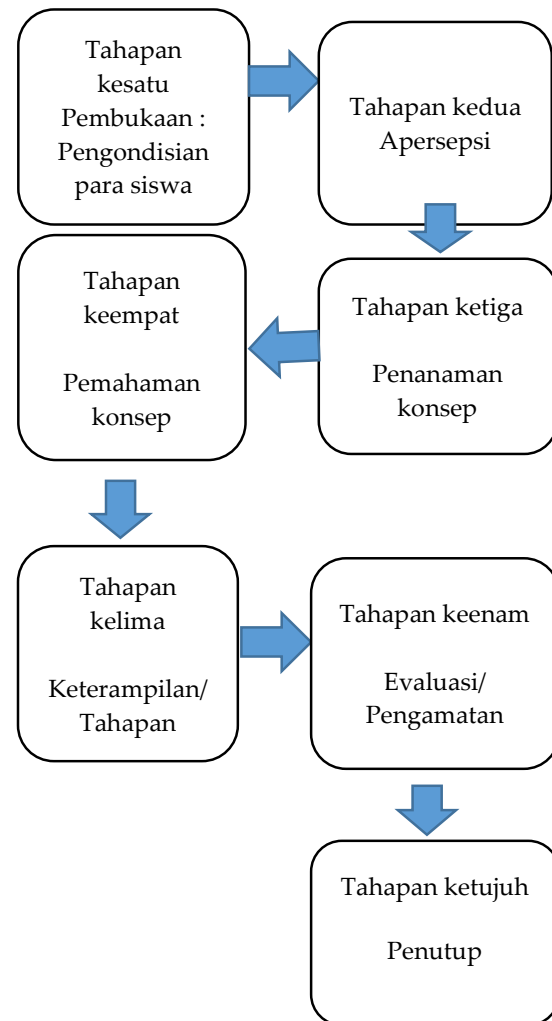 Tahapan
kesatu
Pembukaan :
Pengondisian
para siswa
Tahapan kedua
Apersepsi
Tahapan ketiga
Penanaman
konsep
Tahapan
keempat
Pemahaman
konsep
Tahapan
kelima
Keterampilan/
Tahapan
Tahapan keenam
Evaluasi/
Pengamatan
Tahapan ketujuh
Penutup